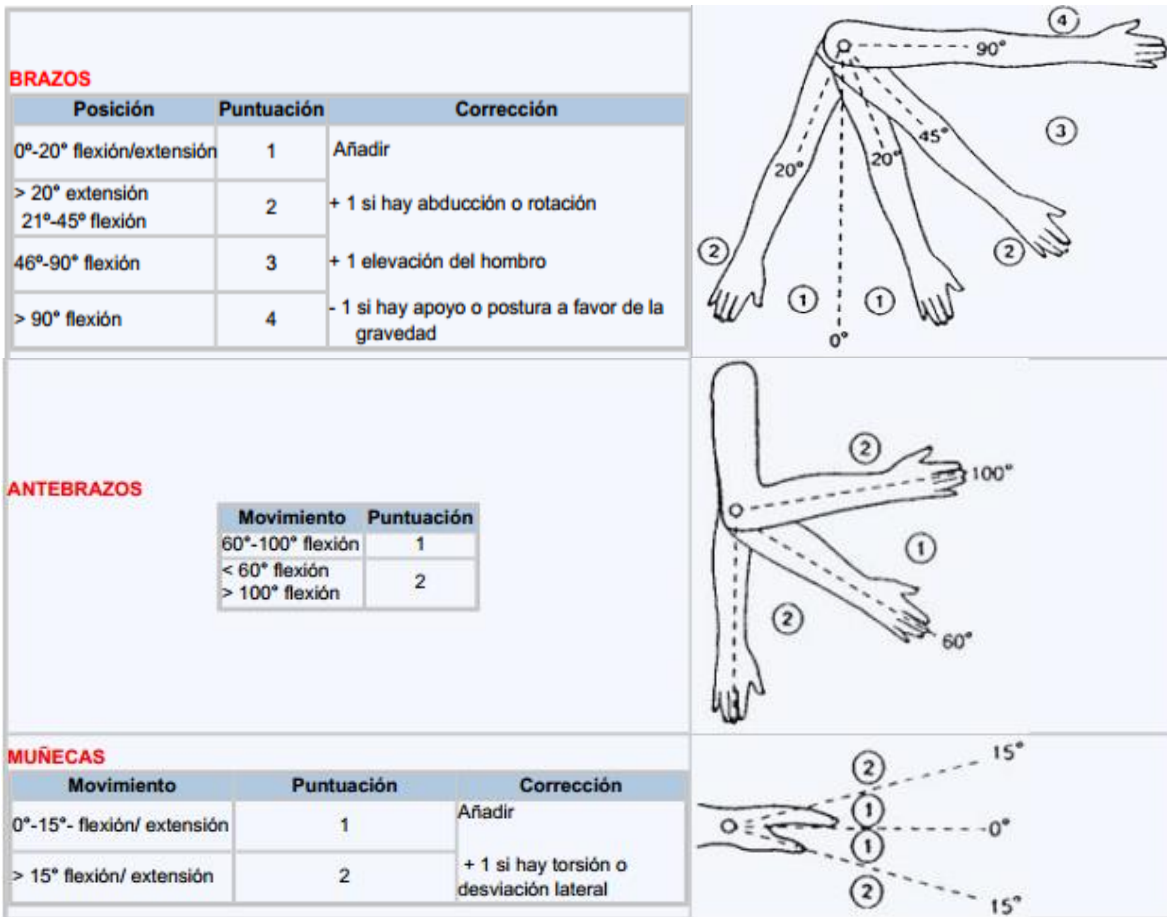 BRAZOS
Posición Puntuación Corrección
0º-20° flexión/extensión 1 Añadir
> 20° extensión
21°-45º flexión 2 + 1 si hay abducción o rotación
46º-90° flexión 3 + 1 elevación del hombro
> 90° flexión 4 - 1 si hay apoyo o postura a favor de la
gravedad
4
90°
3
45°
20°
20°
2
2
1
1
0°
ANTEBRAZOS
Movimiento Puntuación
60°-100° flexión 1
< 60° flexión
> 100° flexión 2
2
100°
1
2
60°
MUÑECAS
Movimiento Puntuación Corrección
0°-15°- flexión/ extensión 1 Añadir
> 15° flexión/ extensión 2 + 1 si hay torsión o
desviación lateral
15°
2
1
0°
1
2
15°